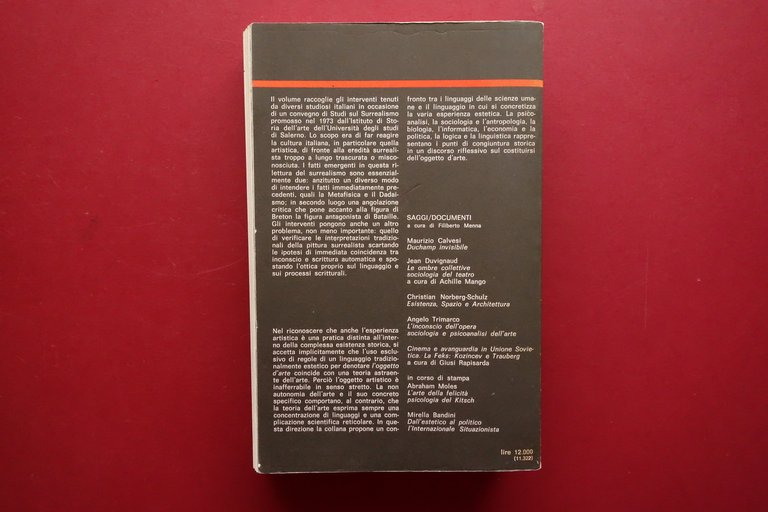 Il volume raccoglie gli interventi tenuti
da diversi studiosi italiani in occasione
di un convegno di Studi sul Surrealismo
promosso nel 1973 dall'Istituto di Sto-
ria dell'arte dell'Università degli studi
di Salerno. Lo scopo era di far reagire
la cultura italiana, in particolare quella
artistica, di fronte alla eredità surreali-
sta troppo a lungo trascurata o misco-
nosciuta. I fatti emergenti in questa ri-
lettura del surrealismo sono essenzial-
mente due: anzitutto un diverso modo
di intendere i fatti immediatamente pre-
cedenti, quali la Metafisica e il Dadai-
smo; in secondo luogo una angolazione
critica che pone accanto alla figura di
Breton la figura antagonista di Bataille.
Gli interventi pongono anche un altro
problema, non meno importante: quello
di verificare le interpretazioni tradizio-
nali della pittura surrealista scartando
le ipotesi di immediata coincidenza tra
inconscio e scrittura automatica e spo-
stando l'ottica proprio sul linguaggio e
sui processi scritturali.
Nel riconoscere che anche l'esperienza
artistica è una pratica distinta all'inter-
no della complessa esistenza storica, si
accetta implicitamente che l'uso esclu-
sivo di regole di un linguaggio tradizio-
nalmente estetico per denotare l'oggetto
d'arte coincide con una teoria astraen-
te dell'arte. Perciò l'oggetto artistico è
inafferrabile in senso stretto. La non
autonomia dell'arte e il suo concreto
specifico comportano, al contrario, che
la teoria dell'arte esprima sempre una
concentrazione di linguaggi e una com-
plicazione scientifica reticolare. In que-
sta direzione la collana propone un con-
fronto tra i linguaggi delle scienze uma-
ne e il linguaggio in cui si concretizza
la varia esperienza estetica. La psico-
analisi, la sociologia e l'antropologia, la
biologia, l'informatica, l'economia e la
politica, la logica e la linguistica rappre-
sentano i punti di congiuntura storica
in un discorso riflessivo sul costituirsi
dell'oggetto d'arte.
SAGGI/DOCUMENTI
a cura di Filiberto Menna
Maurizio Calvesi
Duchamp invisibile
Jean Duvignaud
Le ombre collettive
sociologia del teatro
a cura di Achille Mango
Christian Norberg-Schulz
Esistenza, Spazio e Architettura
Angelo Trimarco
L'inconscio dell'opera
sociologia e psicoanalisi dell'arte
Cinema e avanguardia in Unione Sovie-
tica. La Feks: Kozincev e Trauberg
a cura di Giusi Rapisarda
in corso di stampa
Abraham Moles
L'arte della felicità
psicologia del Kitsch
Mirella Bandini
Dall'estetico al politico
l'Internazionale Situazionista
lire 12.000
(11.322)